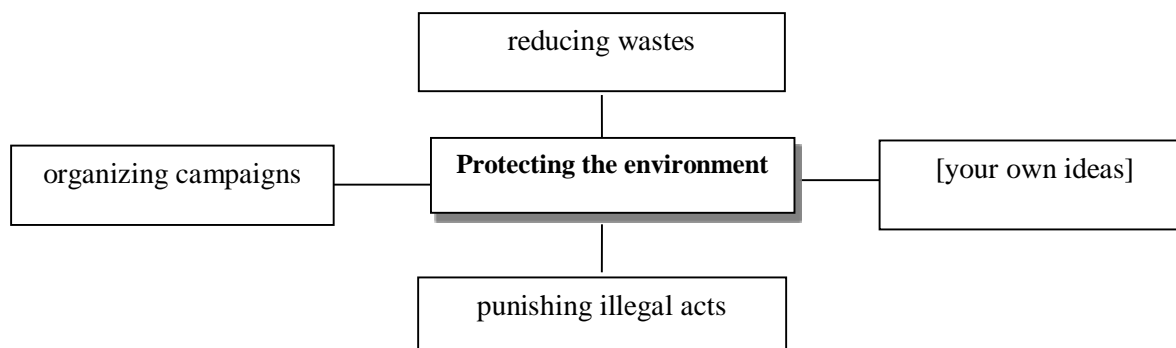 reducing wastes
organizing campaigns
Protecting the environment
[your own ideas]
punishing illegal acts